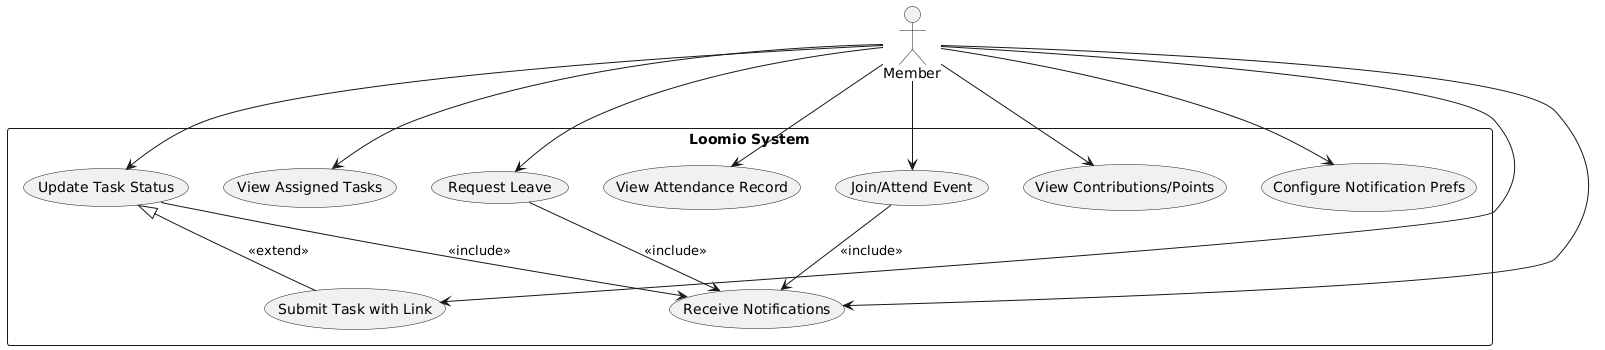 Member
Loomio System
Update Task Status
View Assigned Tasks
Request Leave
View Attendance Record
Join/Attend Event
View Contributions/Points
Configure Notification Prefs
«extend»
«include»
«include»
«include»
Submit Task with Link
Receive Notifications